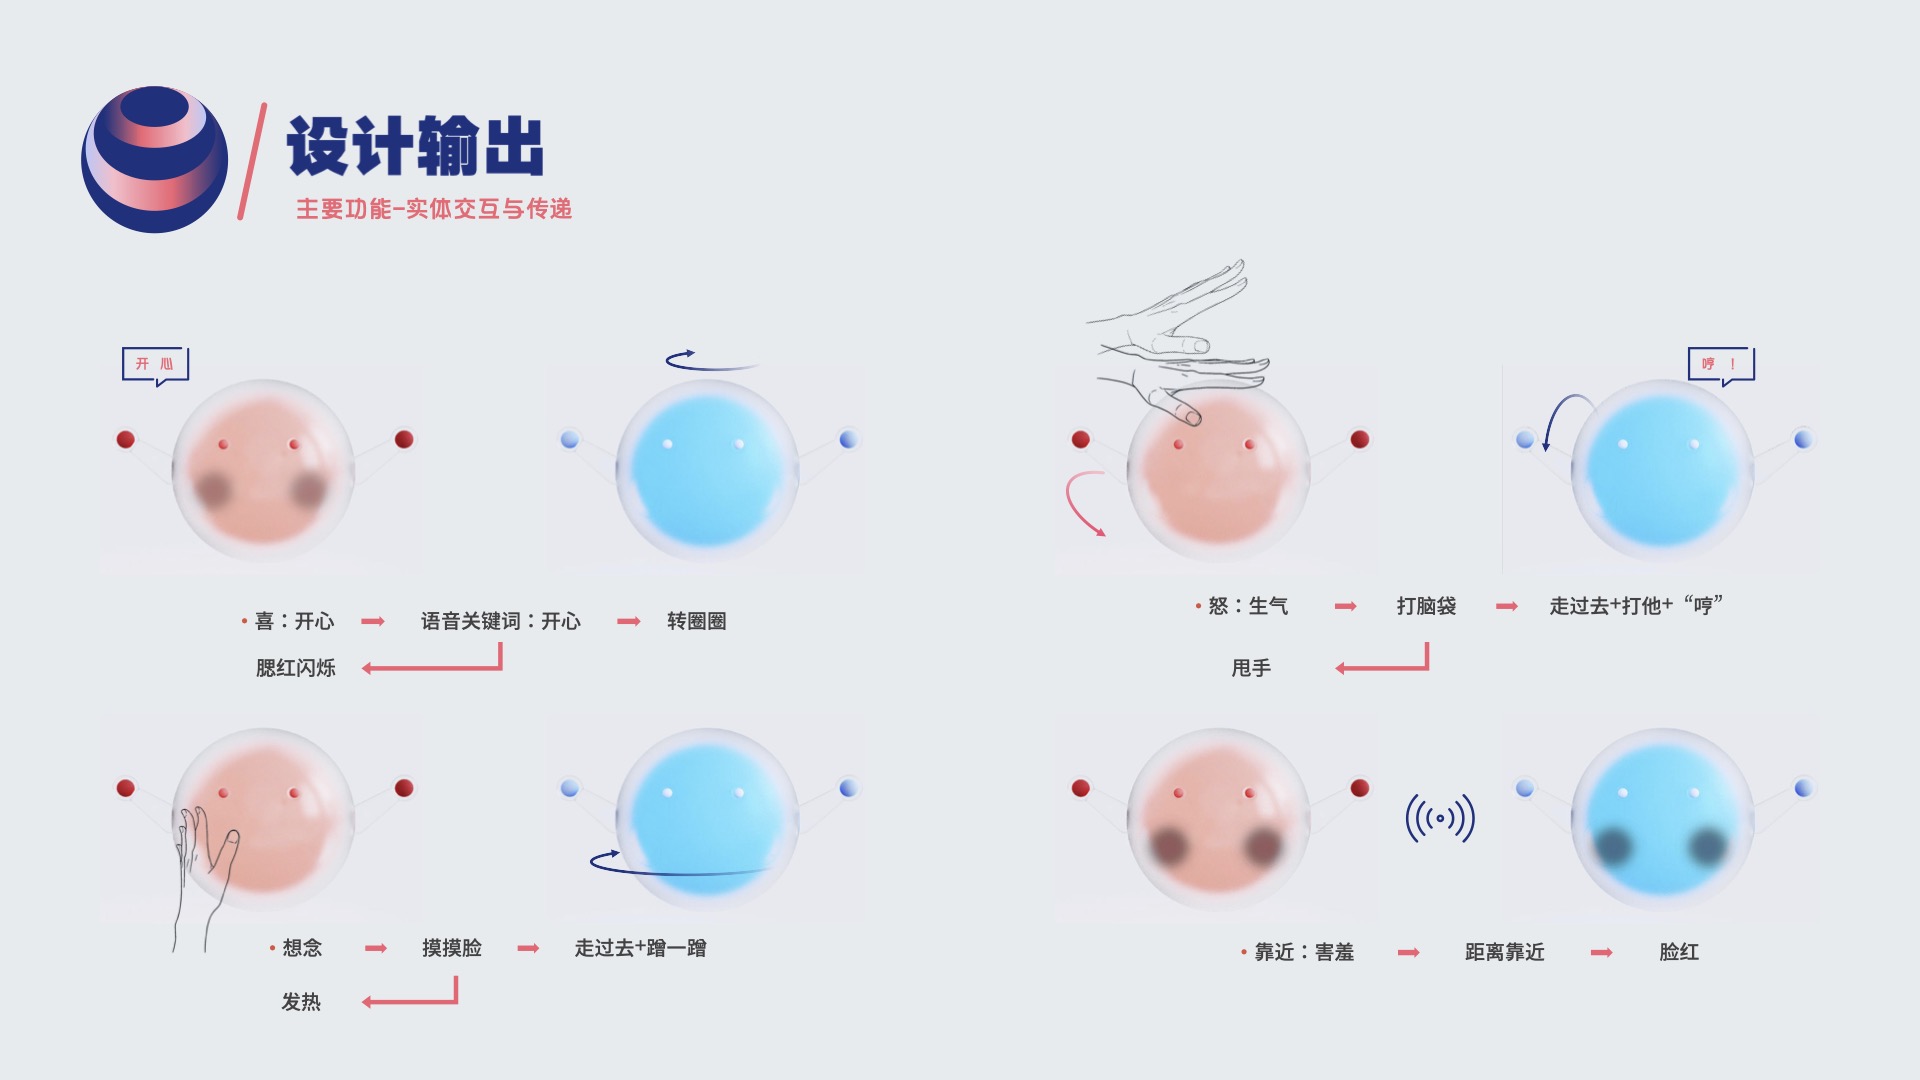 设计输出
主要功能-实体交互与传递
开 心
哼 ！
• 喜：开心 语音关键词：开心 转圈圈
腮红闪烁
• 怒：生气 打脑袋 走过去+打他+“哼”
甩手
• 想念 摸摸脸 走过去+蹭一蹭
发热
• 靠近：害羞 距离靠近 脸红